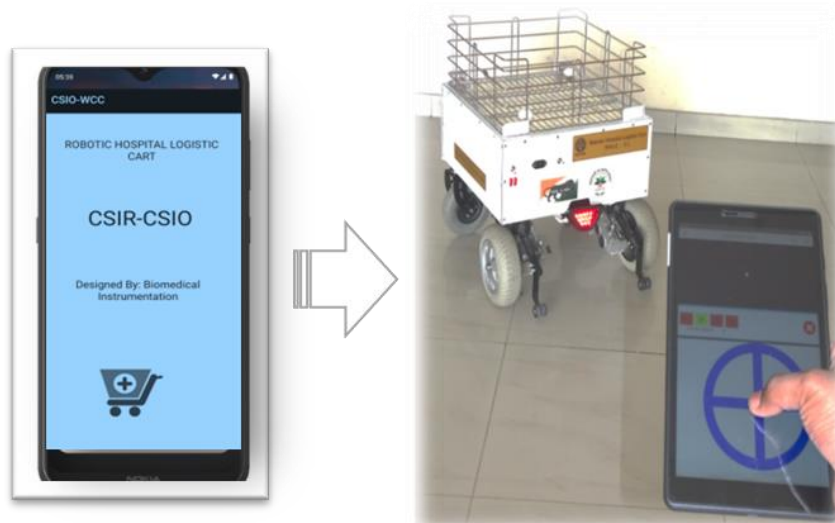 05:39
CSIO-WCC
ROBOTIC HOSPITAL LOGISTIC
CART
CSIR-CSIO
Designed By: Biomedical
Instrumentation
NOKIA